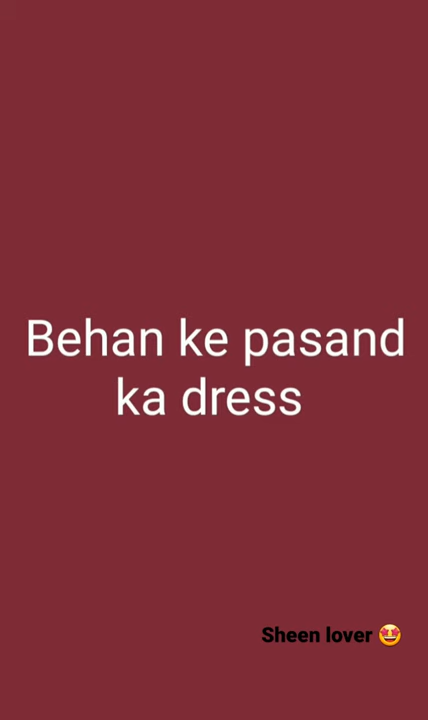 Behan ke pasand
ka dress
Sheen lover 🤩